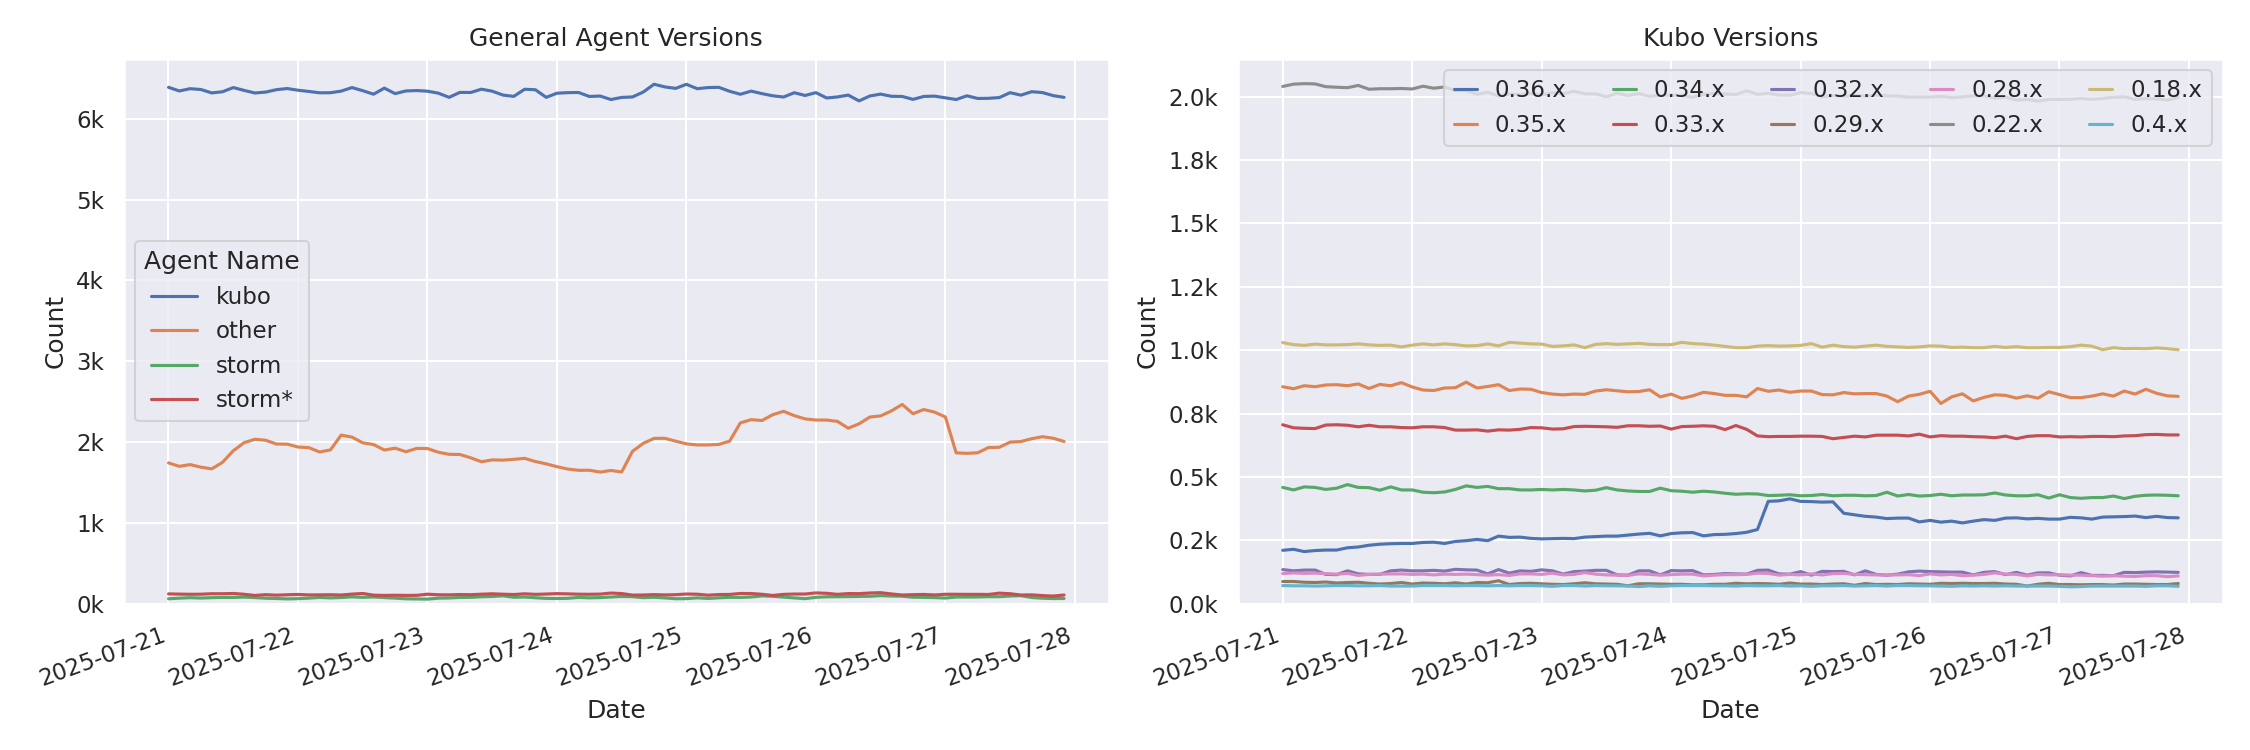 General Agent Versions
6k
5k
4k
3k
2k
1k
0k
Count
Agent Name
kubo
other
storm
storm*
2025-07-21
2025-07-22
2025-07-23
2025-07-24
2025-07-25
2025-07-26
2025-07-27
2025-07-28
Date
Kubo Versions
2.0k
1.8k
1.5k
1.2k
1.0k
0.8k
0.5k
0.2k
0.0k
Count
0.36.x 0.34.x 0.32.x 0.28.x 0.18.x
0.35.x 0.33.x 0.29.x 0.22.x 0.4.x
2025-07-21
2025-07-22
2025-07-23
2025-07-24
2025-07-25
2025-07-26
2025-07-27
2025-07-28
Date